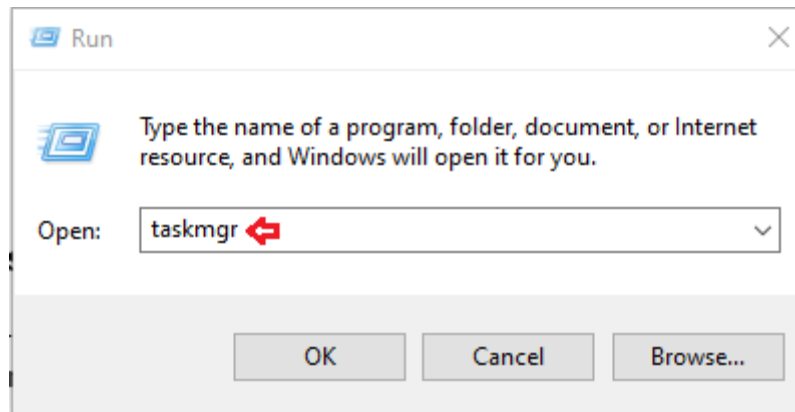 Run
Type the name of a program, folder, document, or Internet
resource, and Windows will open it for you.
Open: taskmgr
OK Cancel Browse...